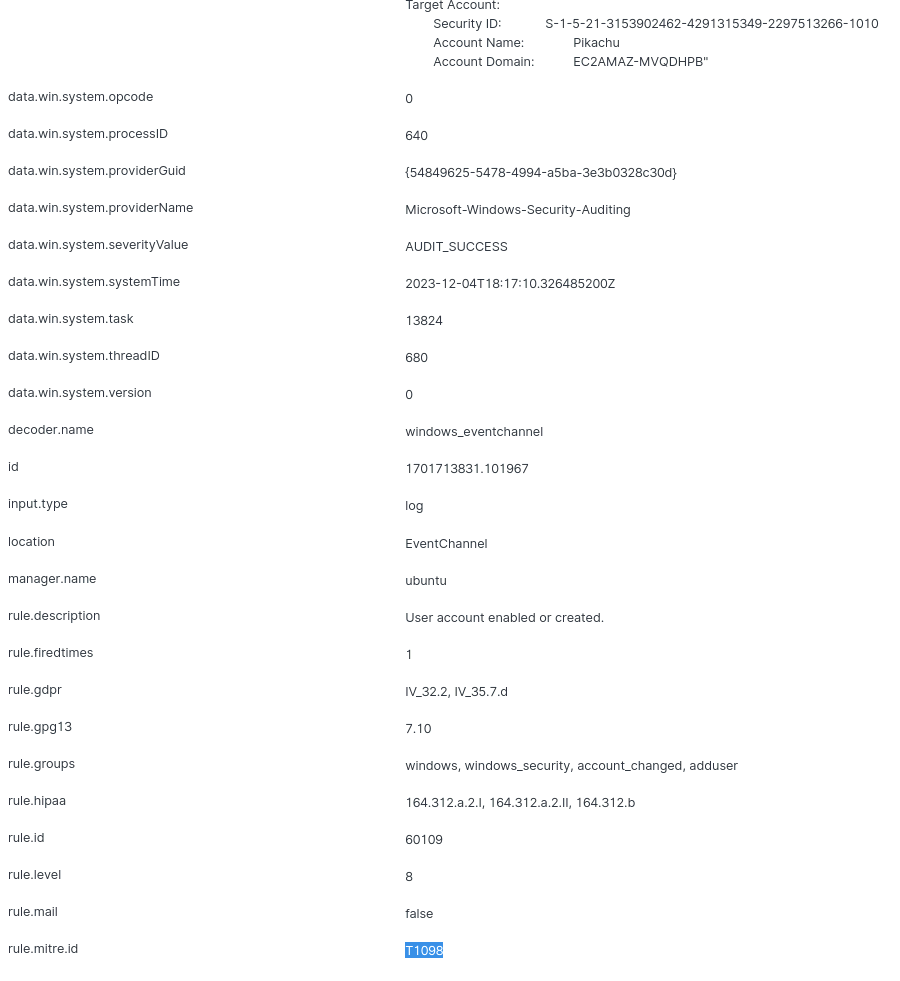 Target Account:
Security ID: S-1-5-21-3153902462-4291315349-2297513266-1010
Account Name: Pikachu
Account Domain: EC2AMAZ-MVQDHPB"
data.win.system.opcode 0
data.win.system.processID 640
data.win.system.providerGuid {54849625-5478-4994-a5ba-3e3b0328c30d}
data.win.system.providerName Microsoft-Windows-Security-Auditing
data.win.system.severityValue AUDIT_SUCCESS
data.win.system.systemTime 2023-12-04T18:17:10.326485200Z
data.win.system.task 13824
data.win.system.threadID 680
data.win.system.version 0
decoder.name windows_eventchannel
id 1701713831.101967
input.type log
location EventChannel
manager.name ubuntu
rule.description User account enabled or created.
rule.firedtimes 1
rule.gdpr IV_32.2, IV_35.7.d
rule.gpg13 7.10
rule.groups windows, windows_security, account_changed, adduser
rule.hipaa 164.312.a.2.I, 164.312.a.2.II, 164.312.b
rule.id 60109
rule.level 8
rule.mail false
rule.mitre.id T1098